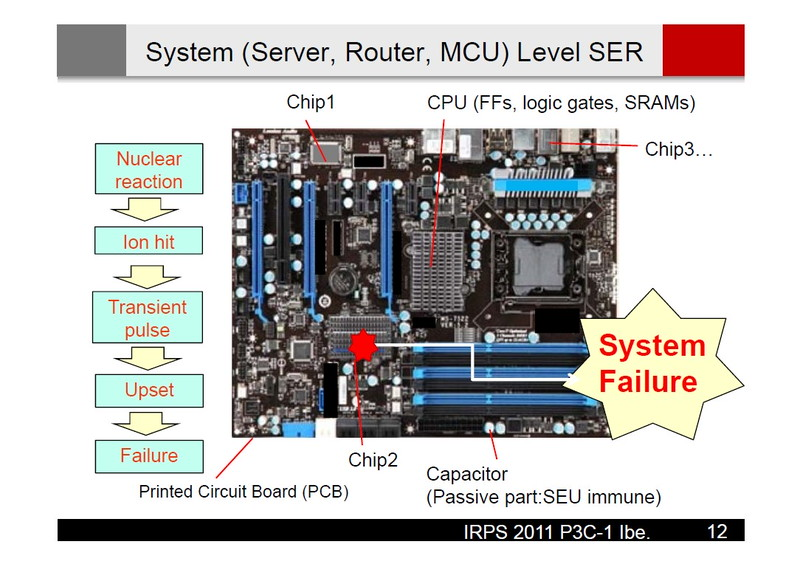 System (Server, Router, MCU) Level SER
Chip1
CPU (FFs, logic gates, SRAMs)
Chip3…
Nuclear
reaction
Ion hit
Transient
pulse
Upset
Failure
System
Failure
Chip2
Printed Circuit Board (PCB)
Capacitor
(Passive part:SEU immune)
IRPS 2011 P3C-1 Ibe.
12